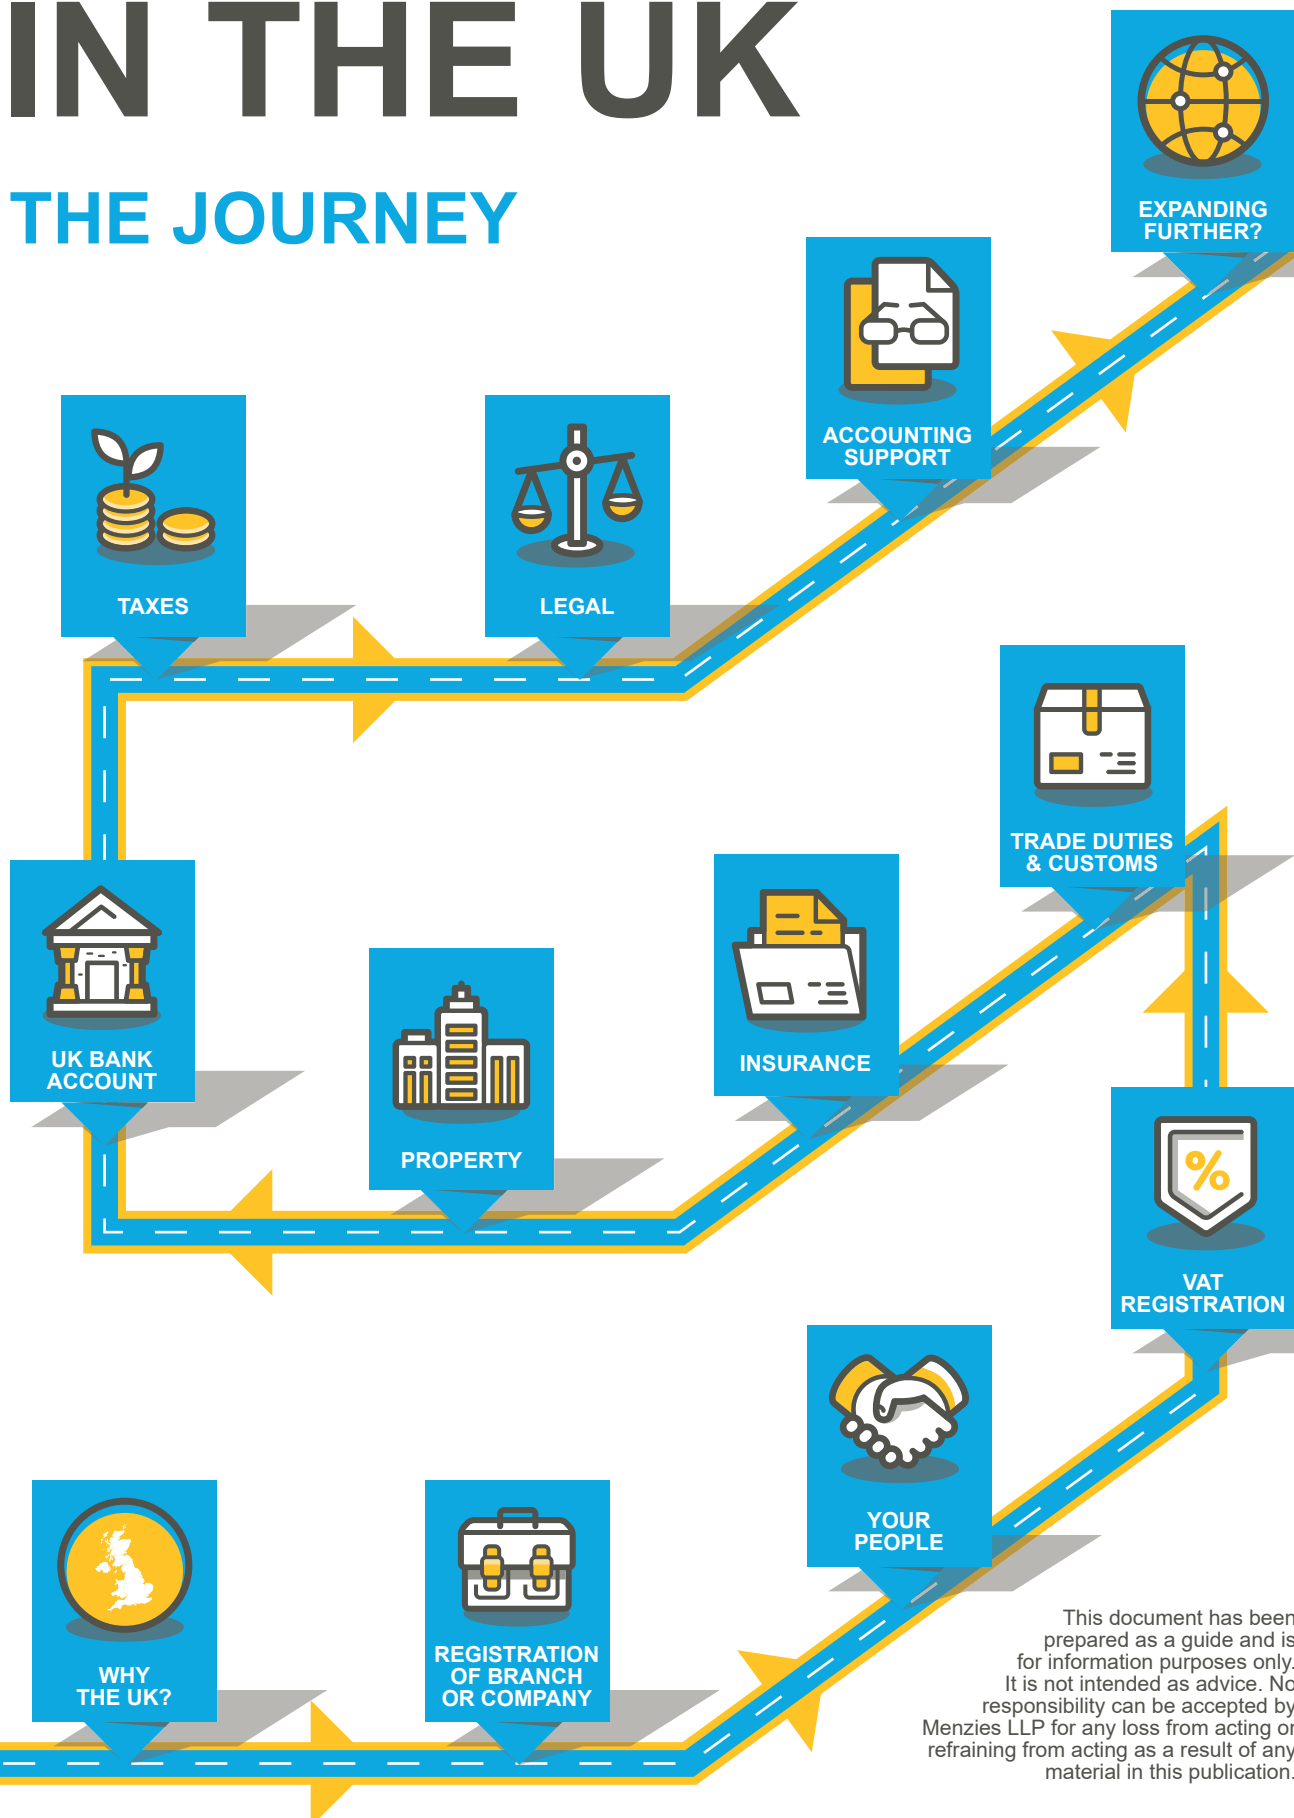 IN THE UK
THE JOURNEY
EXPANDING
FURTHER?
ACCOUNTING
SUPPORT
TAXES
LEGAL
TRADE DUTIES
& CUSTOMS
UK BANK
ACCOUNT
PROPERTY
INSURANCE
%
VAT
REGISTRATION
YOUR
PEOPLE
WHY
THE UK?
REGISTRATION
OF BRANCH
OR COMPANY
This document has been
prepared as a guide and is
for information purposes only.
It is not intended as advice. No
responsibility can be accepted by
Menzies LLP for any loss from acting or
refraining from acting as a result of any
material in this publication.